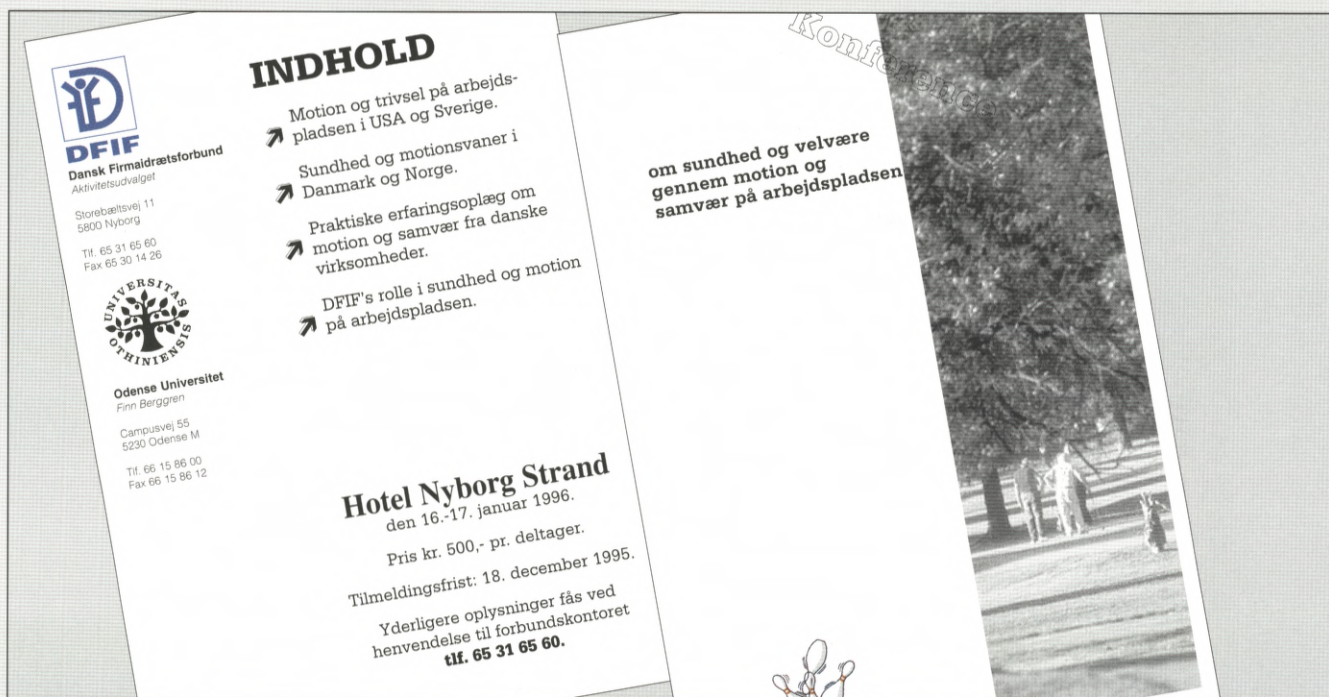 DFIF
Dansk Firmaidrætsforbund
Aktivitetsudvalget
Storebæltsvej 11
5800 Nyborg
Tlf. 65 31 65 60
Fax 65 30 14 26
UNIVERSITAS
OTHINIENSIS
Odense Universitet
Finn Berggren
Campusvej 55
5230 Odense M
Tlf. 66 15 86 00
Fax 66 15 86 12
INDHOLD
Motion og trivsel på arbejds-
pladsen i USA og Sverige.
Sundhed og motionsvaner i
Danmark og Norge.
Praktiske erfaringsoplæg om
motion og samvær fra danske
virksomheder.
DFIF's rolle i sundhed og motion
på arbejdspladsen.
Hotel Nyborg Strand
den 16.-17. januar 1996.
Pris kr. 500,- pr. deltager.
Tilmeldingsfrist: 18. december 1995.
Yderligere oplysninger fås ved
henvendelse til forbundskontoret
tlf. 65 31 65 60.
Konference
om sundhed og velvære
gennem motion og
samvær på arbejdspladsen